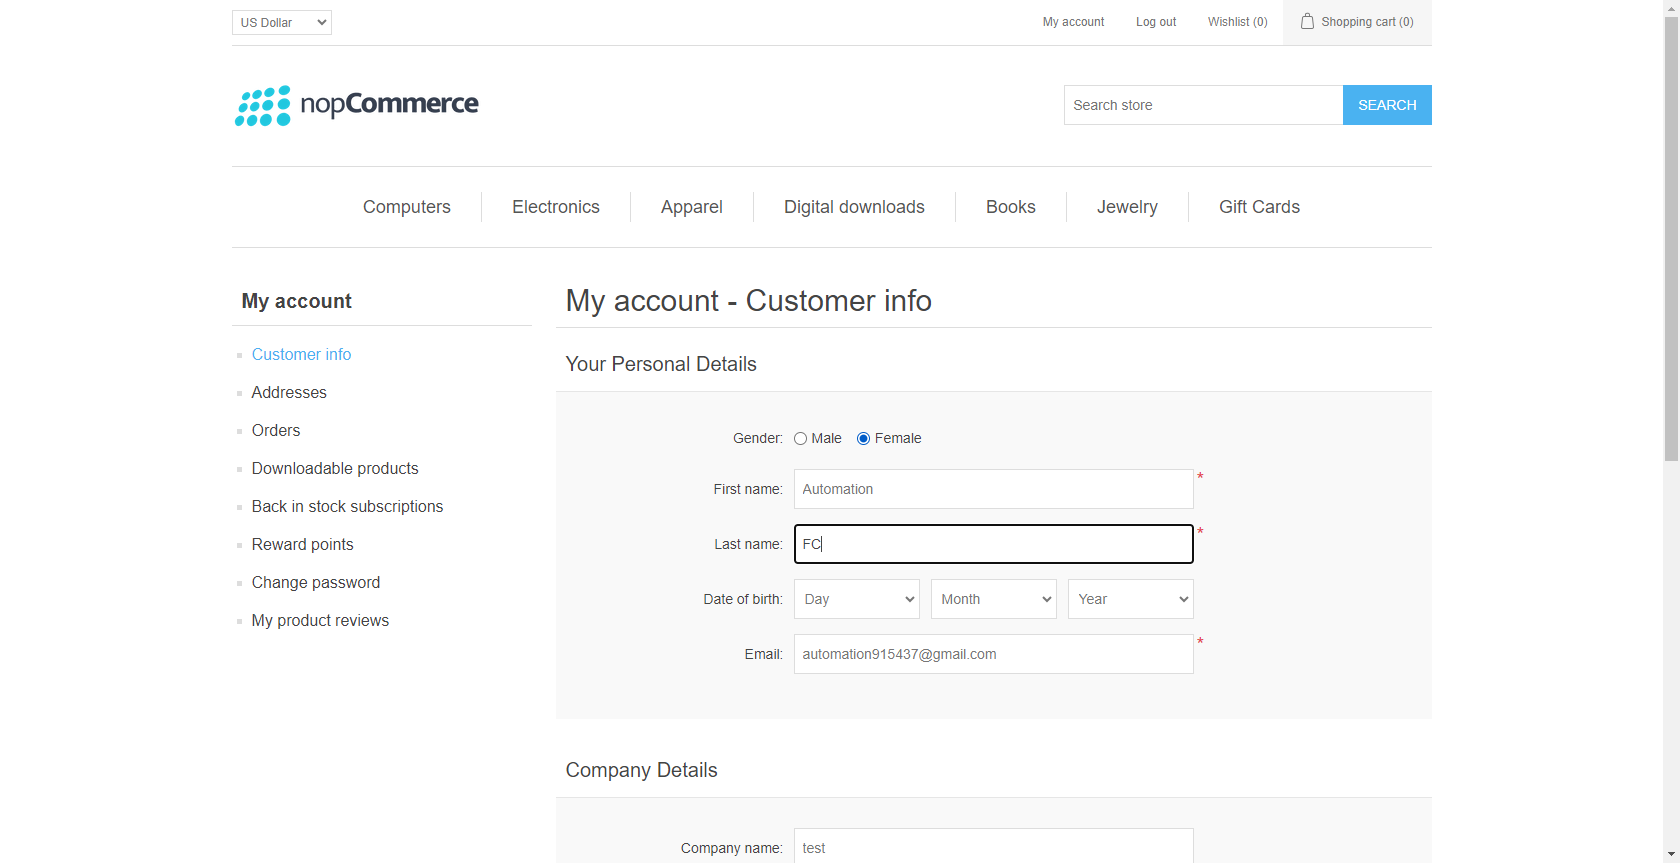 US Dollar
My account
Log out
Wishlist (0)
Shopping cart (0)
nopCommerce
Search store
SEARCH
Computers
Electronics
Apparel
Digital downloads
Books
Jewelry
Gift Cards
My account
Customer info
Addresses
Orders
Downloadable products
Back in stock subscriptions
Reward points
Change password
My product reviews
My account - Customer info
Your Personal Details
Gender: Male Female
First name: Automation *
Last name: FC *
Date of birth: Day Month Year
Email: automation915437@gmail.com *
Company Details
Company name: test